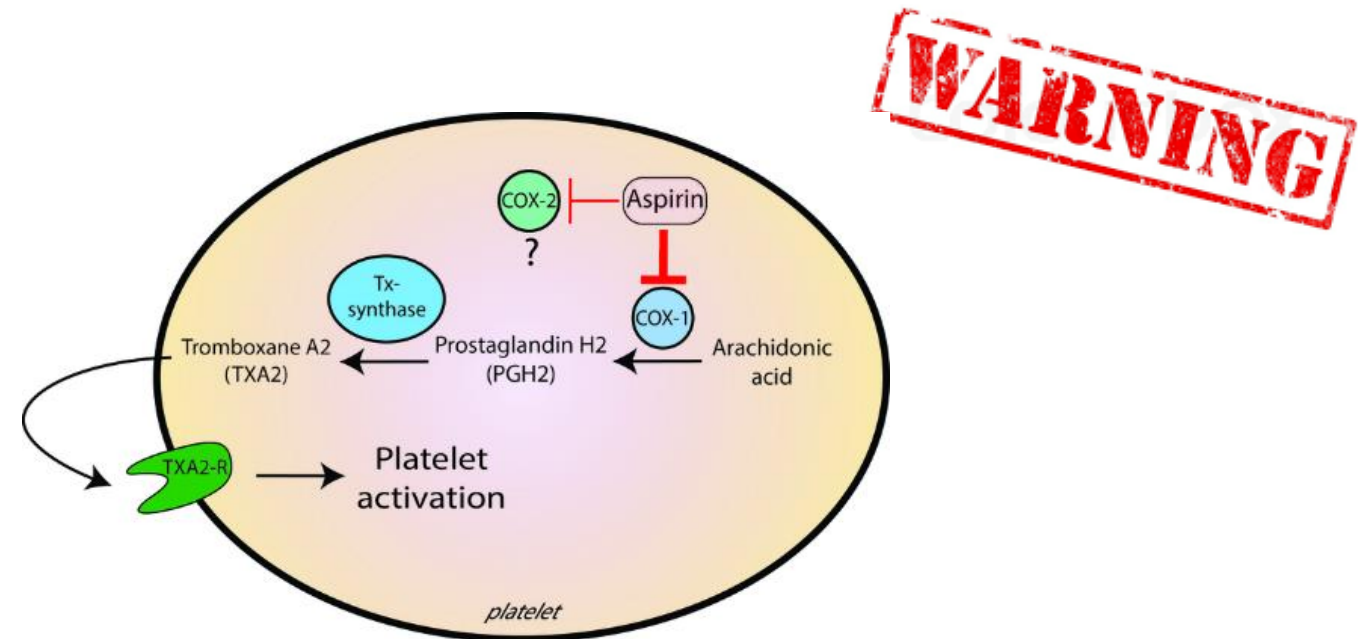 WARNING
COX-2
Aspirin
?
Tx-
synthase
COX-1
Tromboxane A2
(TXA2)
Prostaglandin H2
(PGH2)
Arachidonic
acid
TXA2-R
Platelet
activation
platelet